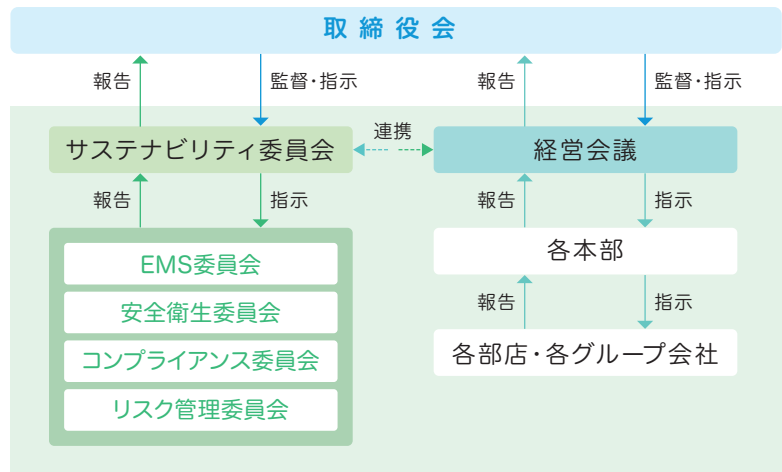 取締役会
報告
監督・指示
報告
監督・指示
サステナビリティ委員会
連携
経営会議
報告
指示
報告
指示
EMS委員会
安全衛生委員会
コンプライアンス委員会
リスク管理委員会
各本部
報告
指示
各部店・各グループ会社